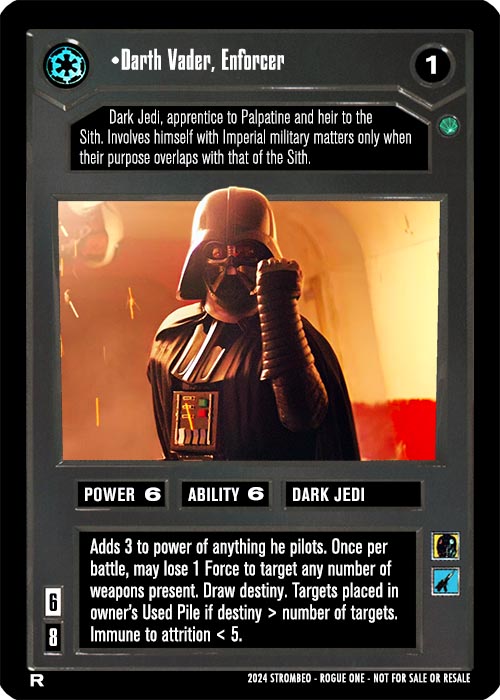 •Darth Vader, Enforcer
1
Dark Jedi, apprentice to Palpatine and heir to the
Sith. Involves himself with Imperial military matters only when
their purpose overlaps with that of the Sith.
POWER 6
ABILITY 6
DARK JEDI
Adds 3 to power of anything he pilots. Once per
battle, may lose 1 Force to target any number of
weapons present. Draw destiny. Targets placed in
owner's Used Pile if destiny > number of targets.
Immune to attrition < 5.
6
8
R
2024 STROMBEO - ROGUE ONE - NOT FOR SALE OR RESALE